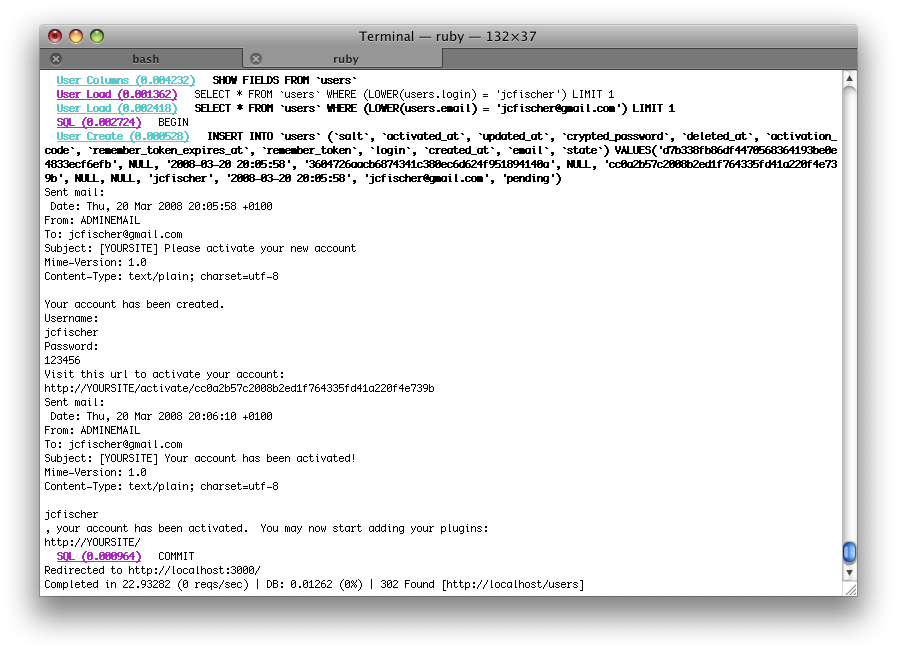 Terminal — ruby — 132×37
bash
ruby
User Columns (0.004232)   SHOW FIELDS FROM `users`
User Load (0.001362)   SELECT * FROM `users` WHERE (LOWER(users.login) = 'jcfischer') LIMIT 1
User Load (0.002418)   SELECT * FROM `users` WHERE (LOWER(users.email) = 'jcfischer@gmail.com') LIMIT 1
SQL (0.002724)   BEGIN
User Create (0.000528)   INSERT INTO `users` (`salt`, `activated_at`, `updated_at`, `crypted_password`, `deleted_at`, `activation_
code`, `remember_token_expires_at`, `remember_token`, `login`, `created_at`, `email`, `state`) VALUES('d7b338fb86df4470568364193be0e
4833ecf6efb', NULL, '2008-03-20 20:05:58', '3604726aacb6874341c380ec6d624f951894140a', NULL, 'cc0a2b57c2008b2ed1f764335fd41a220f4e73
9b', NULL, NULL, 'jcfischer', '2008-03-20 20:05:58', 'jcfischer@gmail.com', 'pending')
Sent mail:
Date: Thu, 20 Mar 2008 20:05:58 +0100
From: ADMINEMAIL
To: jcfischer@gmail.com
Subject: [YOURSITE] Please activate your new account
Mime-Version: 1.0
Content-Type: text/plain; charset=utf-8
Your account has been created.
Username:
jcfischer
Password:
123456
Visit this url to activate your account:
http://YOURSITE/activate/cc0a2b57c2008b2ed1f764335fd41a220f4e739b
Sent mail:
Date: Thu, 20 Mar 2008 20:06:10 +0100
From: ADMINEMAIL
To: jcfischer@gmail.com
Subject: [YOURSITE] Your account has been activated!
Mime-Version: 1.0
Content-Type: text/plain; charset=utf-8
jcfischer
, your account has been activated.  You may now start adding your plugins:
http://YOURSITE/
SQL (0.000964)   COMMIT
Redirected to http://localhost:3000/
Completed in 22.93282 (0 reqs/sec) | DB: 0.01262 (0%) | 302 Found [http://localhost/users]